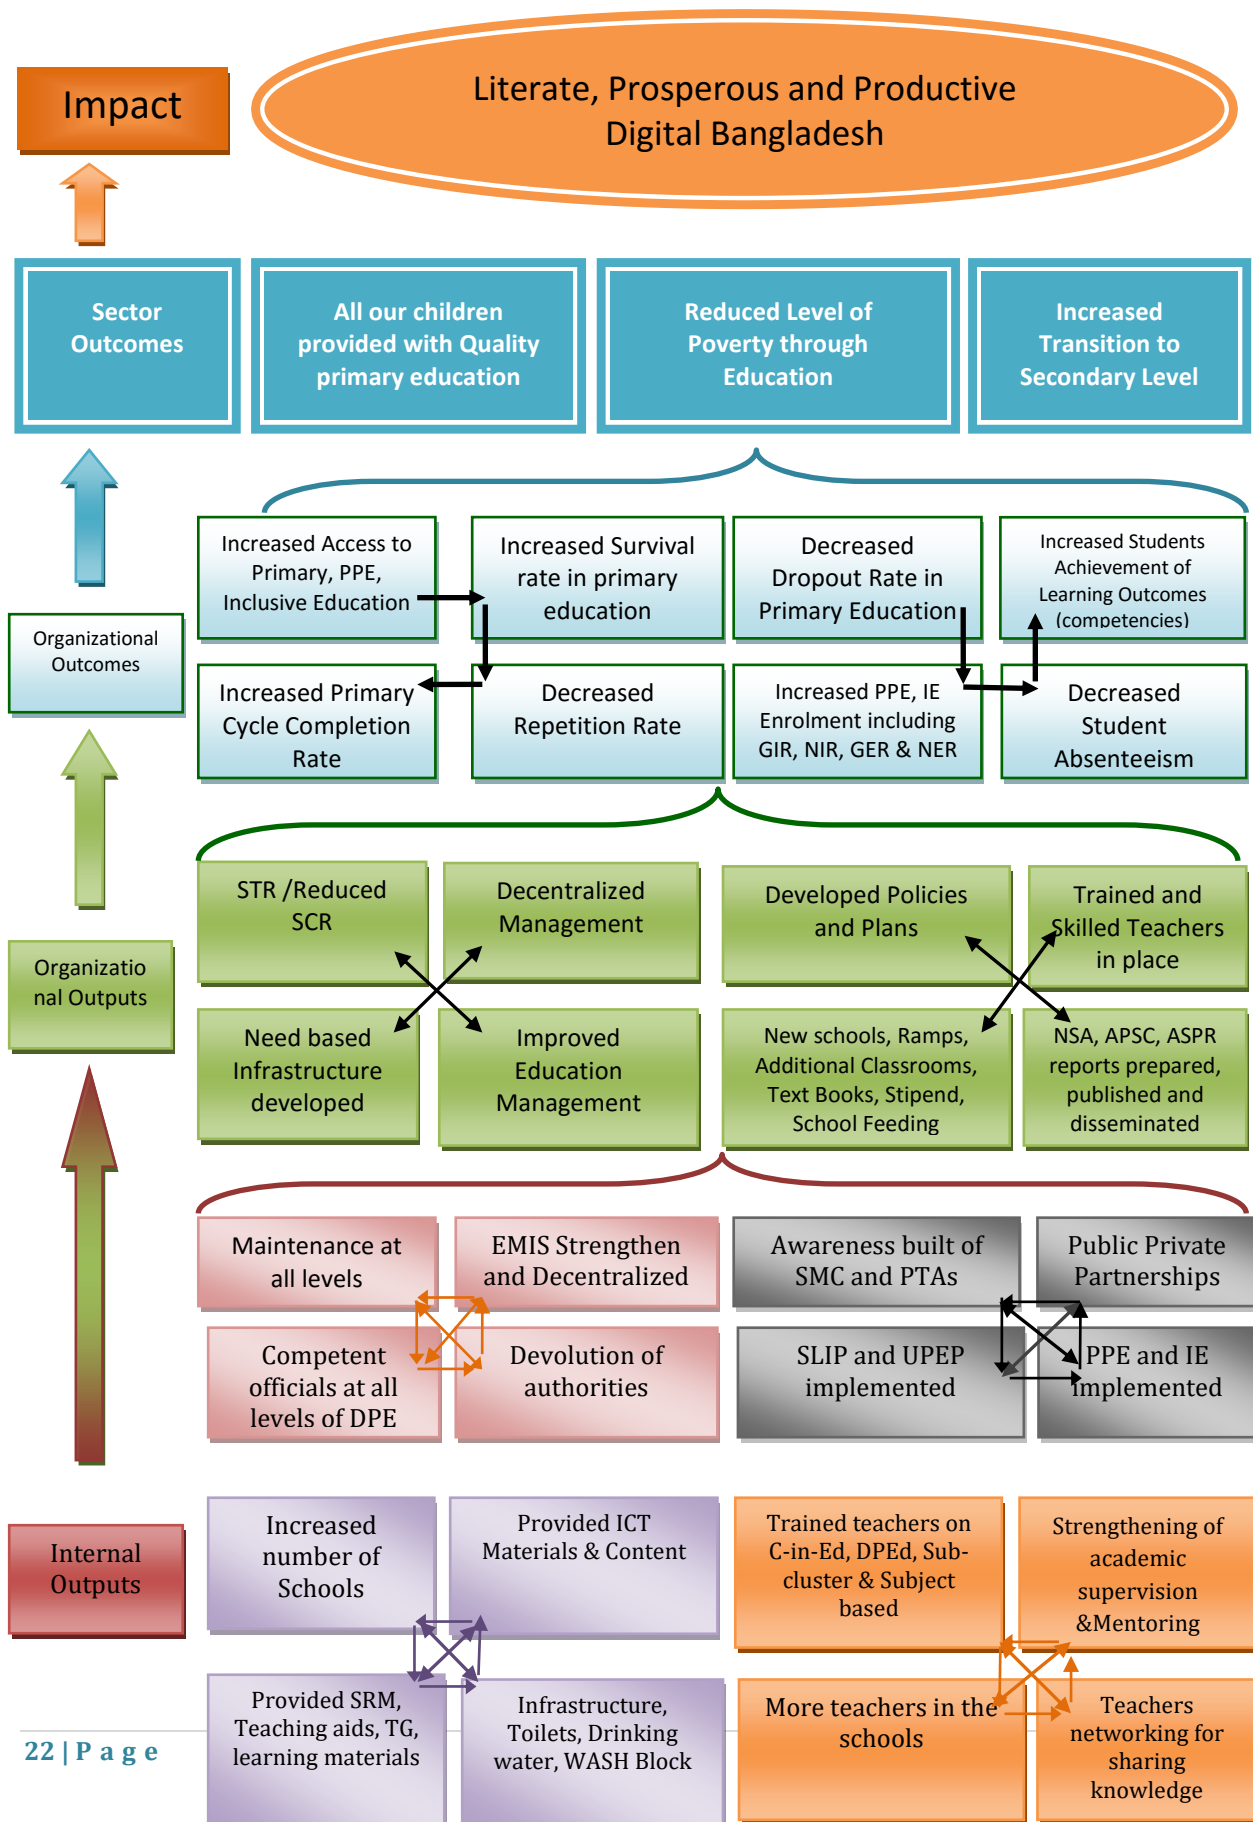 Impact
Literate, Prosperous and Productive
Digital Bangladesh
Sector
Outcomes
All our children
provided with Quality
primary education
Reduced Level of
Poverty through
Education
Increased
Transition to
Secondary Level
Organizational
Outcomes
Increased Access to
Primary, PPE,
Inclusive Education
Increased Survival
rate in primary
education
Decreased
Dropout Rate in
Primary Education
Increased Students
Achievement of
Learning Outcomes
(competencies)
Increased Primary
Cycle Completion
Rate
Decreased
Repetition Rate
Increased PPE, IE
Enrolment including
GIR, NIR, GER & NER
Decreased
Student
Absenteeism
Organizatio
nal Outputs
STR /Reduced
SCR
Decentralized
Management
Developed Policies
and Plans
Trained and
Skilled Teachers
in place
Need based
Infrastructure
developed
Improved
Education
Management
New schools, Ramps,
Additional Classrooms,
Text Books, Stipend,
School Feeding
NSA, APSC, ASPR
reports prepared,
published and
disseminated
Maintenance at
all levels
EMIS Strengthen
and Decentralized
Awareness built of
SMC and PTAs
Public Private
Partnerships
Competent
officials at all
levels of DPE
Devolution of
authorities
SLIP and UPEP
implemented
PPE and IE
implemented
Internal
Outputs
Increased
number of
Schools
Provided ICT
Materials & Content
Trained teachers on
C-in-Ed, DPEd, Sub-
cluster & Subject
based
Strengthening of
academic
supervision
&Mentoring
Provided SRM,
Teaching aids, TG,
learning materials
Infrastructure,
Toilets, Drinking
water, WASH Block
More teachers in the
schools
Teachers
networking for
sharing
knowledge
22 | P a g e